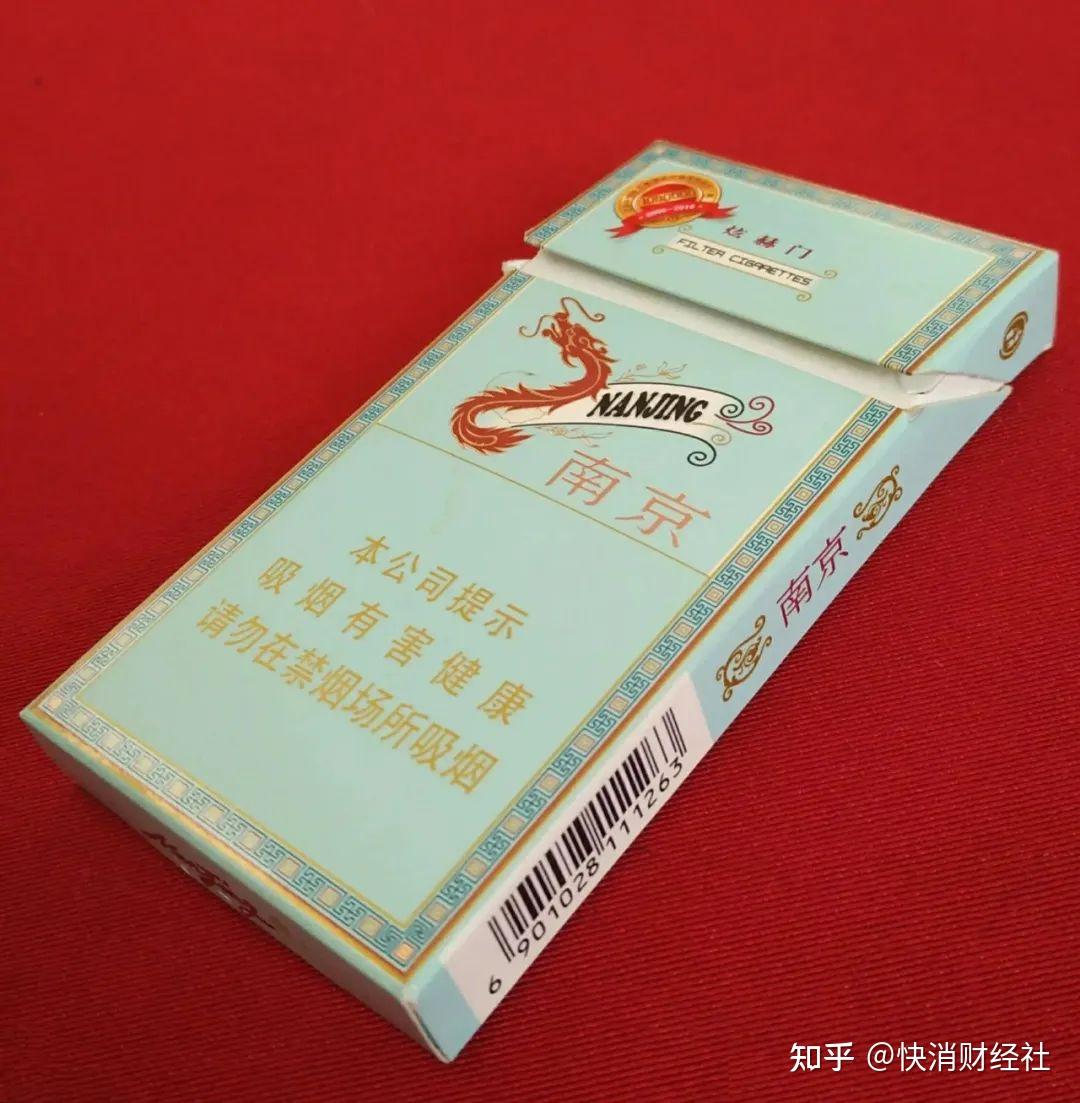 炫赫门
FILTER CIGARETTES
NANJING
南京
本公司提示
吸烟有害健康
请勿在禁烟场所吸烟
南京
6 901028 111263
知乎 @快消财经社